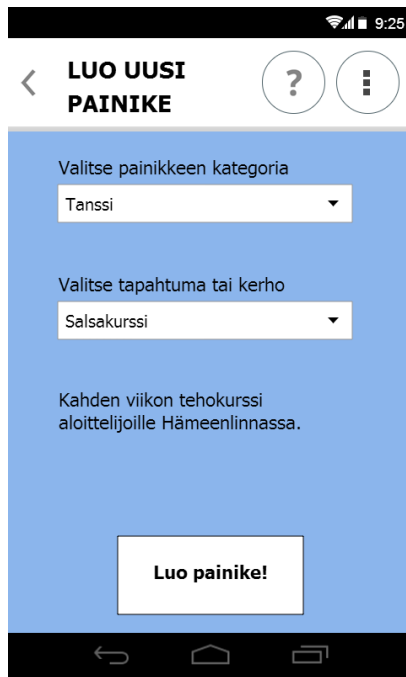 9:25
LUO UUSI
PAINIKE
?
Valitse painikkeen kategoria
Tanssi
Valitse tapahtuma tai kerho
Salsakurssi
Kahden viikon tehokurssi
aloittelijoille Hämeenlinnassa.
Luo painike!